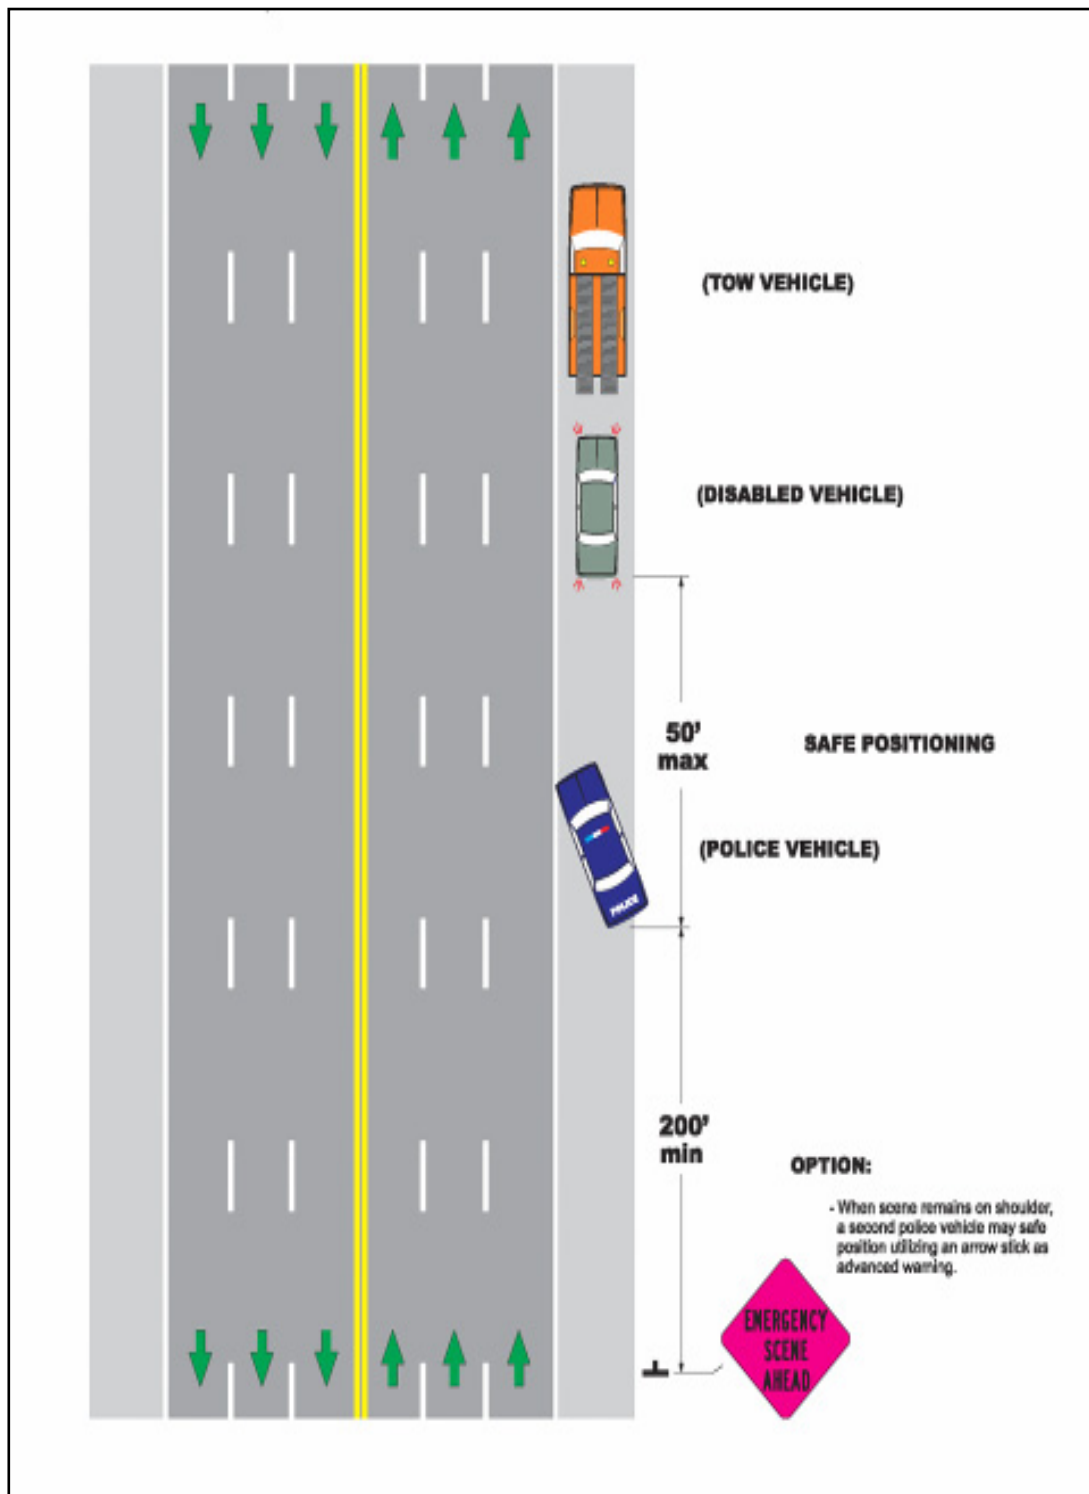 (TOW VEHICLE)
(DISABLED VEHICLE)
50'
max
SAFE POSITIONING
(POLICE VEHICLE)
POLICE
200'
min
OPTION:
- When scene remains on shoulder,
a second police vehicle may safe
position utilizing an arrow stick as
advanced warning.
EMERGENCY
SCENE
AHEAD